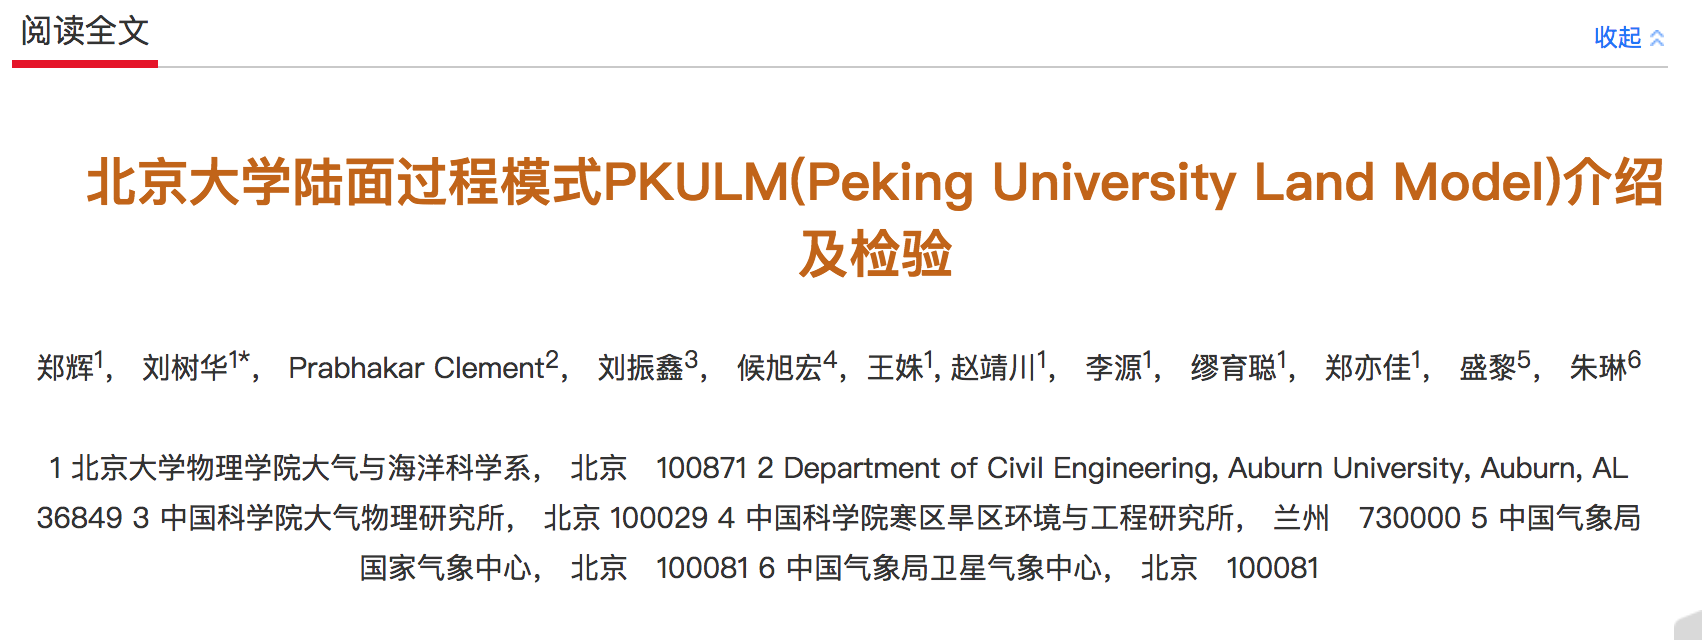 阅读全文
收起
北京大学陆面过程模式PKULM(Peking University Land Model)介绍
及检验
郑辉1, 刘树华1*, Prabhakar Clement2, 刘振鑫3, 候旭宏4, 王姝1, 赵靖川1, 李源1, 缪育聪1, 郑亦佳1, 盛黎5, 朱琳6
1 北京大学物理学院大气与海洋科学系, 北京 100871 2 Department of Civil Engineering, Auburn University, Auburn, AL
36849 3 中国科学院大气物理研究所, 北京 100029 4 中国科学院寒区旱区环境与工程研究所, 兰州 730000 5 中国气象局
国家气象中心, 北京 100081 6 中国气象局卫星气象中心, 北京 100081